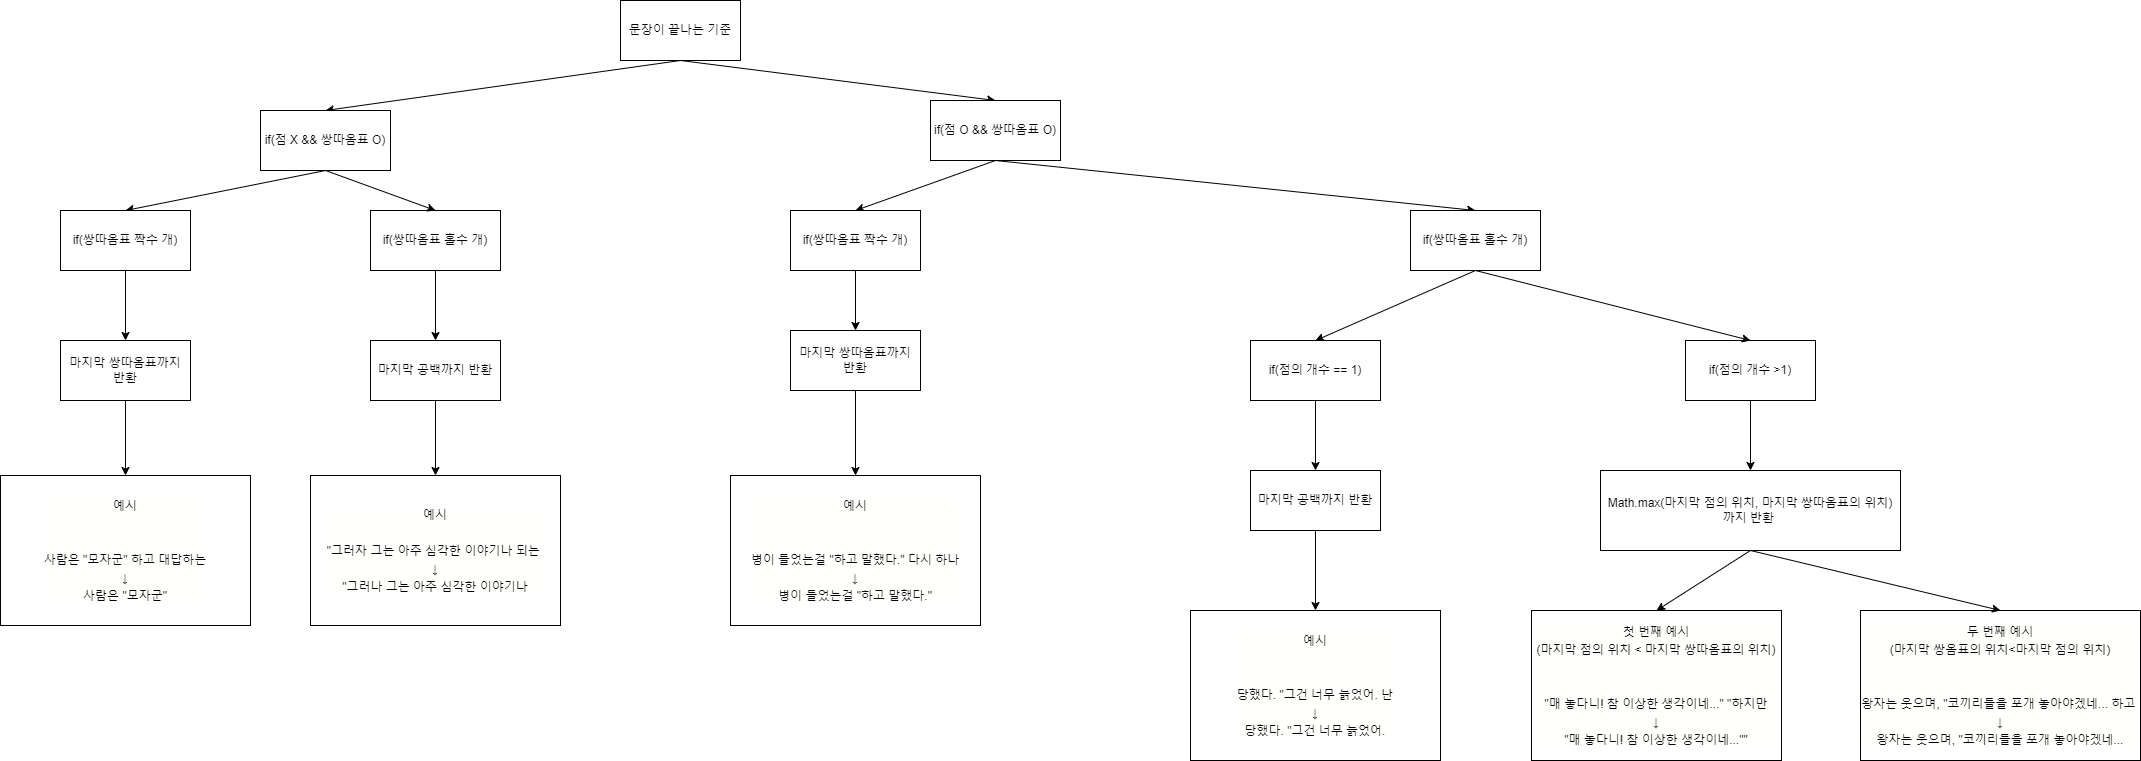 문장이 끝나는 기준
if(점 X && 쌍따옴표 O)
if(점 O && 쌍따옴표 O)
if(쌍따옴표 짝수 개)
if(쌍따옴표 홀수 개)
if(쌍따옴표 짝수 개)
if(쌍따옴표 홀수 개)
마지막 쌍따옴표까지
반환
마지막 공백까지 반환
마지막 쌍따옴표까지
반환
if(점의 개수 == 1)
if(점의 개수 >1)
마지막 공백까지 반환
Math.max(마지막 점의 위치, 마지막 쌍따옴표의 위치)
까지 반환
예시
사람은 "모자군" 하고 대답하는
↓
사람은 "모자군"
예시
"그러자 그는 아주 심각한 이야기나 되는
↓
"그러나 그는 아주 심각한 이야기나
예시
병이 들었는걸 "하고 말했다." 다시 하나
↓
병이 들었는걸 "하고 말했다."
예시
당했다. "그건 너무 늙었어. 난
↓
당했다. "그건 너무 늙었어.
첫 번째 예시
(마지막 점의 위치 < 마지막 쌍따옴표의 위치)
"매 놓다니! 참 이상한 생각이네..." "하지만
↓
"매 놓다니! 참 이상한 생각이네...""
두 번째 예시
(마지막 쌍옴표의 위치<마지막 점의 위치)
왕자는 웃으며, "코끼리들을 포개 놓아야겠네... 하고
↓
왕자는 웃으며, "코끼리들을 포개 놓아야겠네...